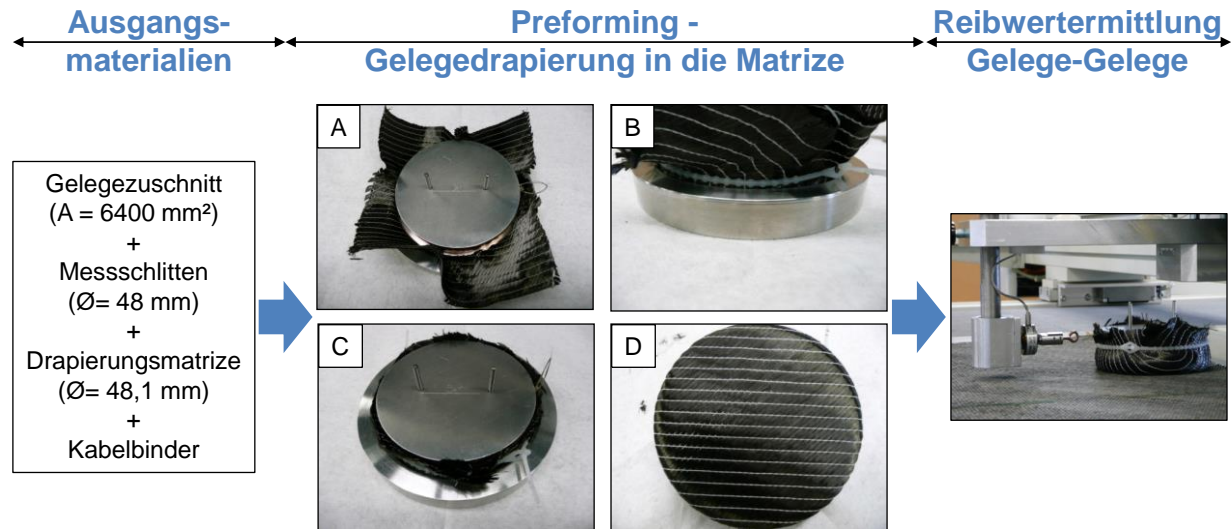 Ausgangs-
materialien
Preforming -
Gelegedrapierung in die Matrize
Reibwertermittlung
Gelege-Gelege
Gelegezuschnitt
(A = 6400 mm²)
+
Messschlitten
(Ø= 48 mm)
+
Drapierungsmatrize
(Ø= 48,1 mm)
+
Kabelbinder
A
B
C
D